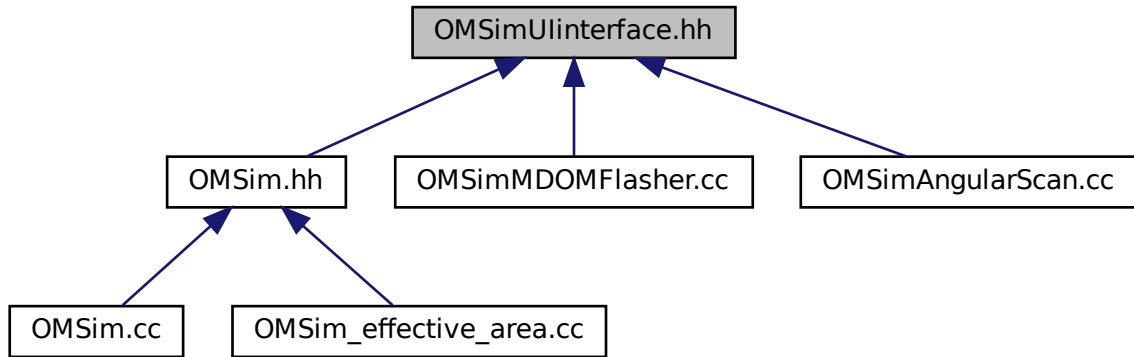 OMSimUIinterface.hh
OMSim.hh
OMSimMDOMFlasher.cc
OMSimAngularScan.cc
OMSim.cc
OMSim_effective_area.cc